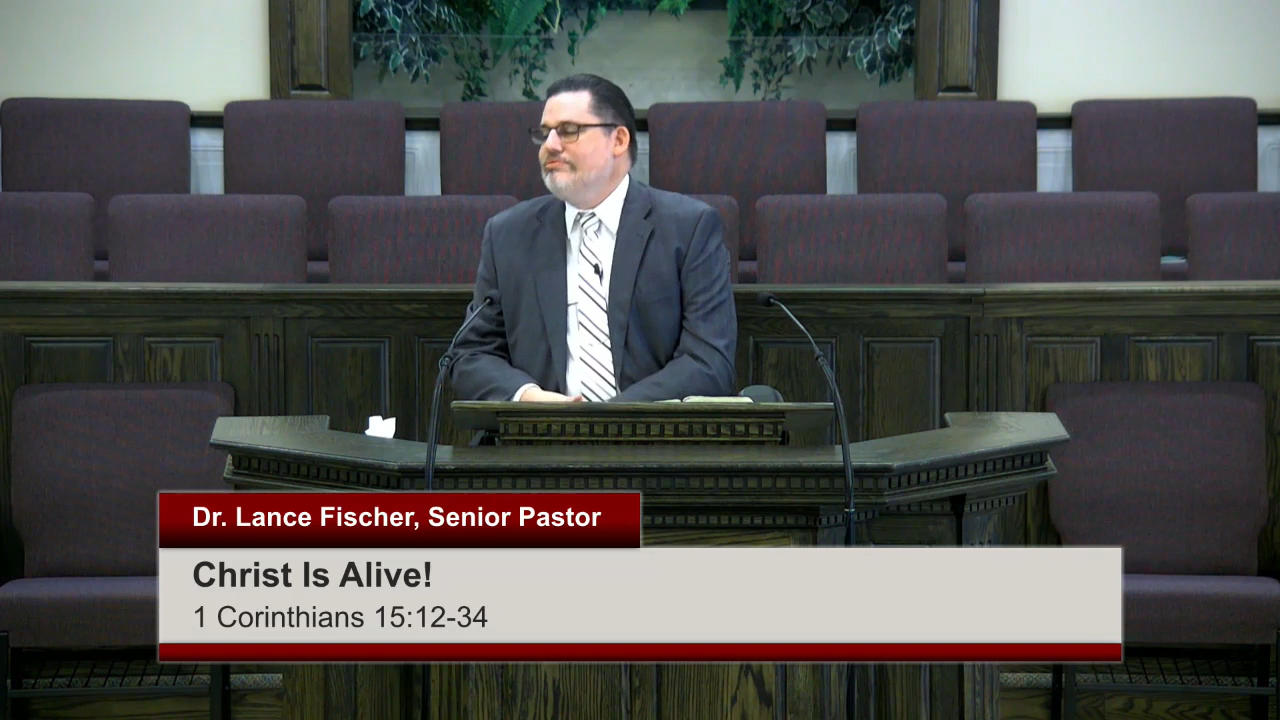 Dr. Lance Fischer, Senior Pastor
Christ Is Alive!
1 Corinthians 15:12-34